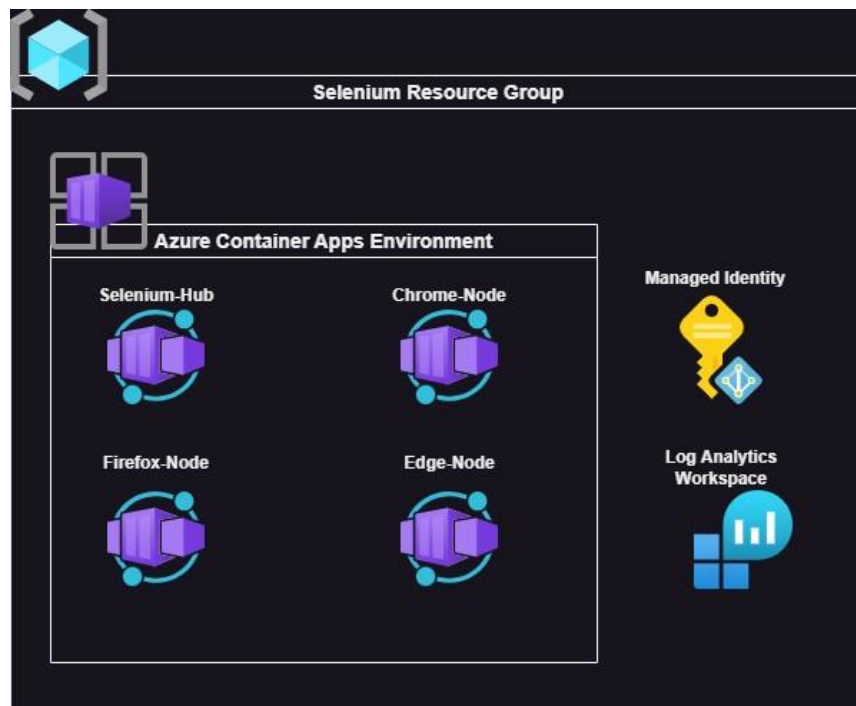 Selenium Resource Group
Azure Container Apps Environment
Selenium-Hub
Chrome-Node
Managed Identity
Firefox-Node
Edge-Node
Log Analytics
Workspace